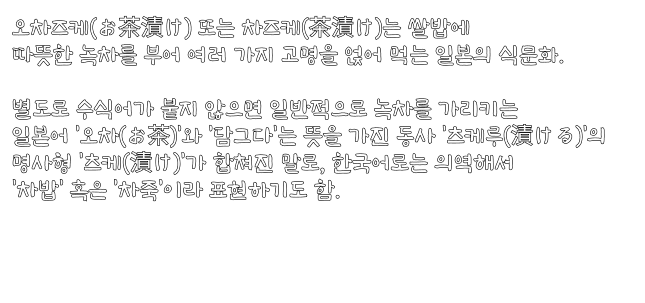 오차즈케(お茶漬け) 또는 차즈케(茶漬け)는 쌀밥에
따뜻한 녹차를 부어 여러 가지 고명을 얹어 먹는 일본의 식문화.
별도로 수식어가 붙지 않으면 일반적으로 녹차를 가리키는
일본어 '오차(お茶)'와 '담그다'는 뜻을 가진 동사 '츠케루(漬ける)'의
명사형 '츠케(漬け)'가 합쳐진 말로, 한국어로는 의역해서
'차밥' 혹은 '차죽'이라 표현하기도 함.